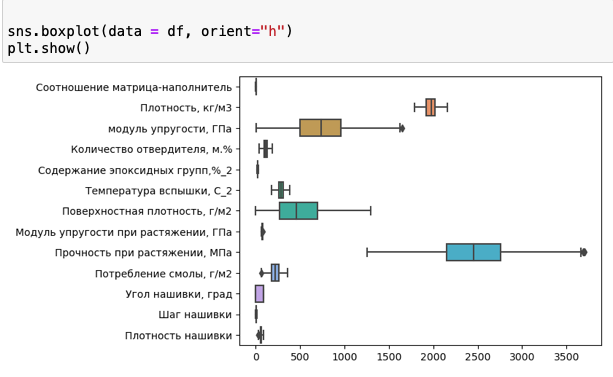 sns.boxplot(data = df, orient="h")
plt.show()
Соотношение матрица-наполнитель
Плотность, кг/м3
модуль упругости, ГПа
Количество отвердителя, м.%
Содержание эпоксидных групп,%_2
Температура вспышки, С_2
Поверхностная плотность, г/м2
Модуль упругости при растяжении, ГПа
Прочность при растяжении, МПа
Потребление смолы, г/м2
Угол нашивки, град
Шаг нашивки
Плотность нашивки
0 500 1000 1500 2000 2500 3000 3500